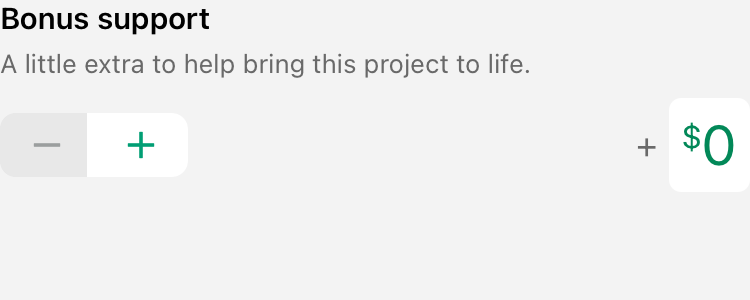 Bonus support
A little extra to help bring this project to life.
− + + $0